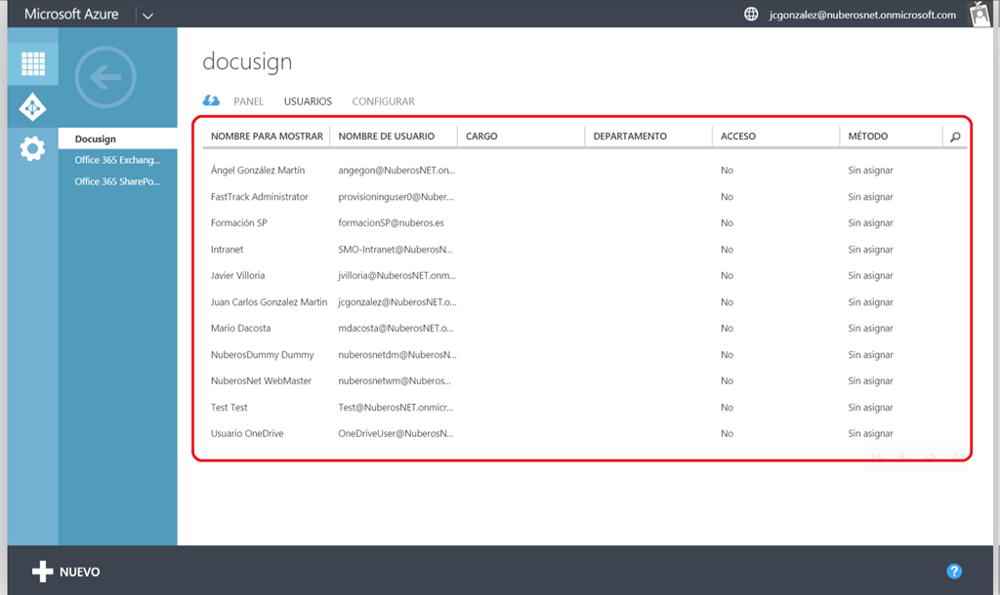 Microsoft Azure
jcgonzalez@nuberosnet.onmicrosoft.com
Docusign
Office 365 Exchang...
Office 365 SharePo...
docusign
PANEL USUARIOS CONFIGURAR
NOMBRE PARA MOSTRAR NOMBRE DE USUARIO CARGO DEPARTAMENTO ACCESO MÉTODO
Ángel González Martín angegon@NuberosNET.on... No Sin asignar
FastTrack Administrator provisioninguser0@Nuber... No Sin asignar
Formación SP formacionSP@nuberos.es No Sin asignar
Intranet SMO-Intranet@NuberosN... No Sin asignar
Javier Villoria jvilloria@NuberosNET.onm... No Sin asignar
Juan Carlos Gonzalez Martin jcgonzalez@NuberosNET.o... No Sin asignar
Mario Dacosta mdacosta@NuberosNET.o... No Sin asignar
NuberosDummy Dummy nuberosnetdm@NuberosN... No Sin asignar
NuberosNet WebMaster nuberosnetwm@Nuberos... No Sin asignar
Test Test Test@NuberosNET.onmicr... No Sin asignar
Usuario OneDrive OneDriveUser@NuberosN... No Sin asignar
NUEVO ?